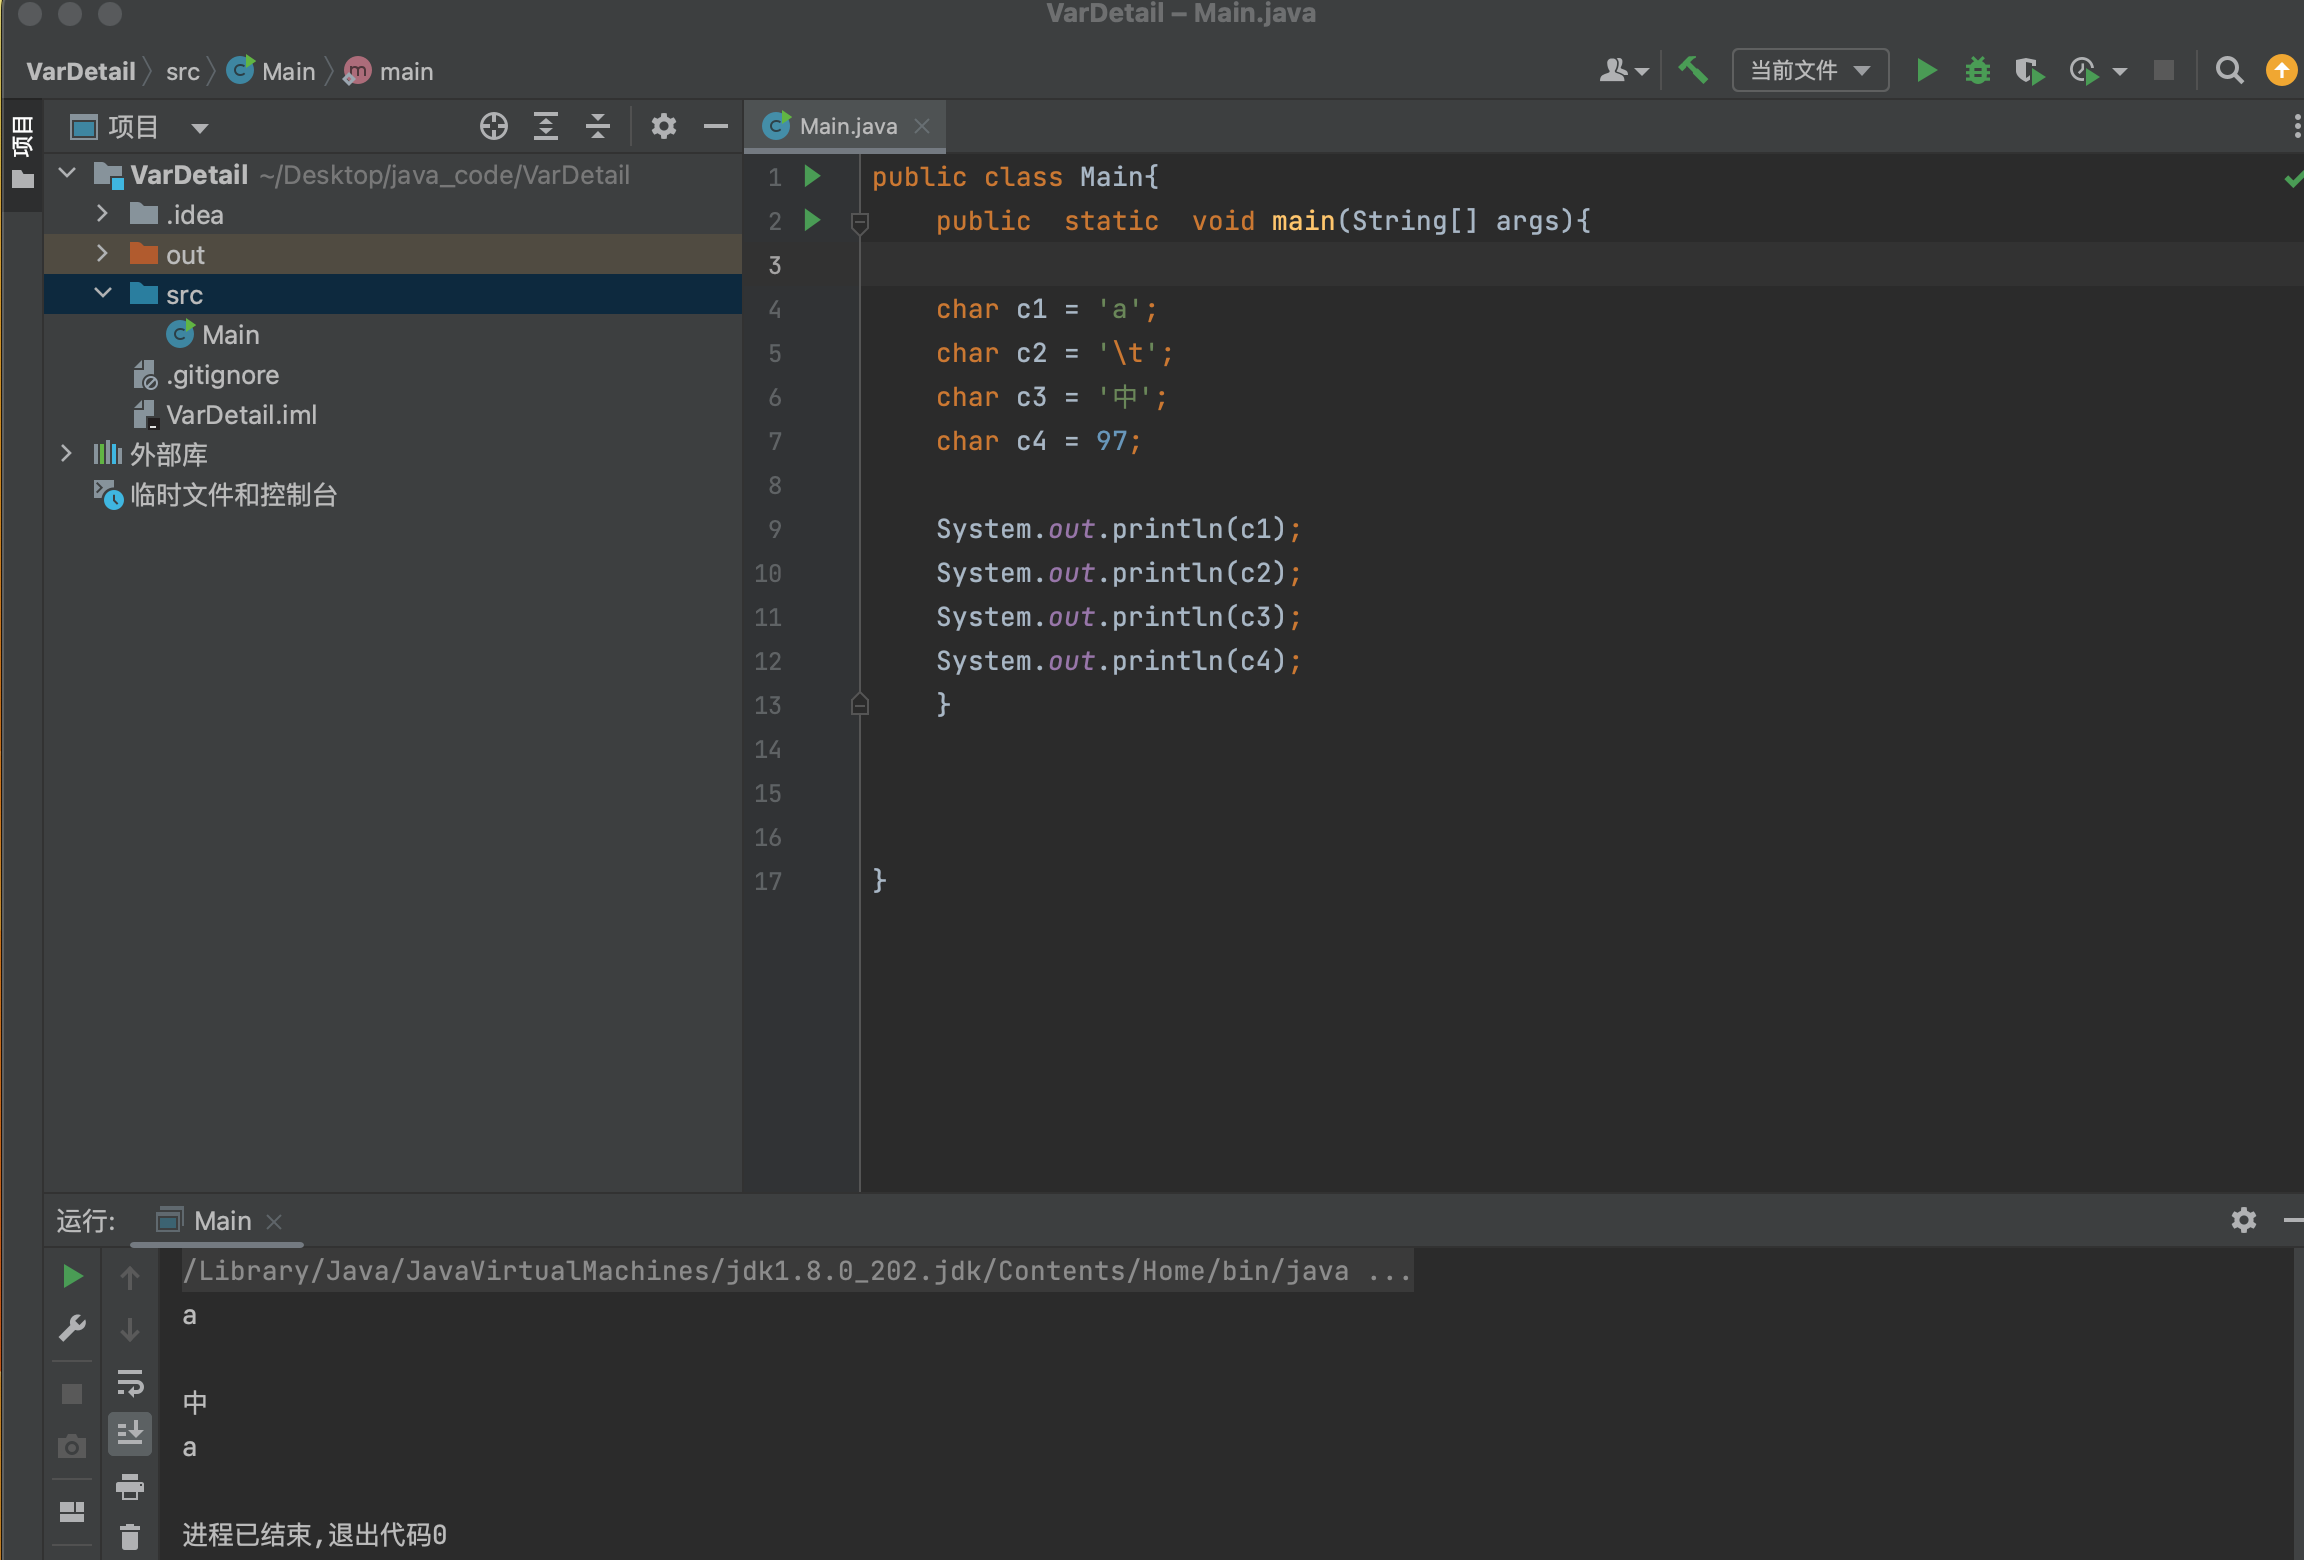 VarDetail – Main.java
VarDetail src Main main
当前文件
项目
项目
Main.java
VarDetail ~/Desktop/java_code/VarDetail
.idea
out
src
Main
.gitignore
VarDetail.iml
外部库
临时文件和控制台
1 public class Main{
2     public  static  void main(String[] args){
3
4     char c1 = 'a';
5     char c2 = '\t';
6     char c3 = '中';
7     char c4 = 97;
8
9     System.out.println(c1);
10     System.out.println(c2);
11     System.out.println(c3);
12     System.out.println(c4);
13     }
14
15
16
17 }
运行: Main
/Library/Java/JavaVirtualMachines/jdk1.8.0_202.jdk/Contents/Home/bin/java ...
a
中
a
进程已结束,退出代码0